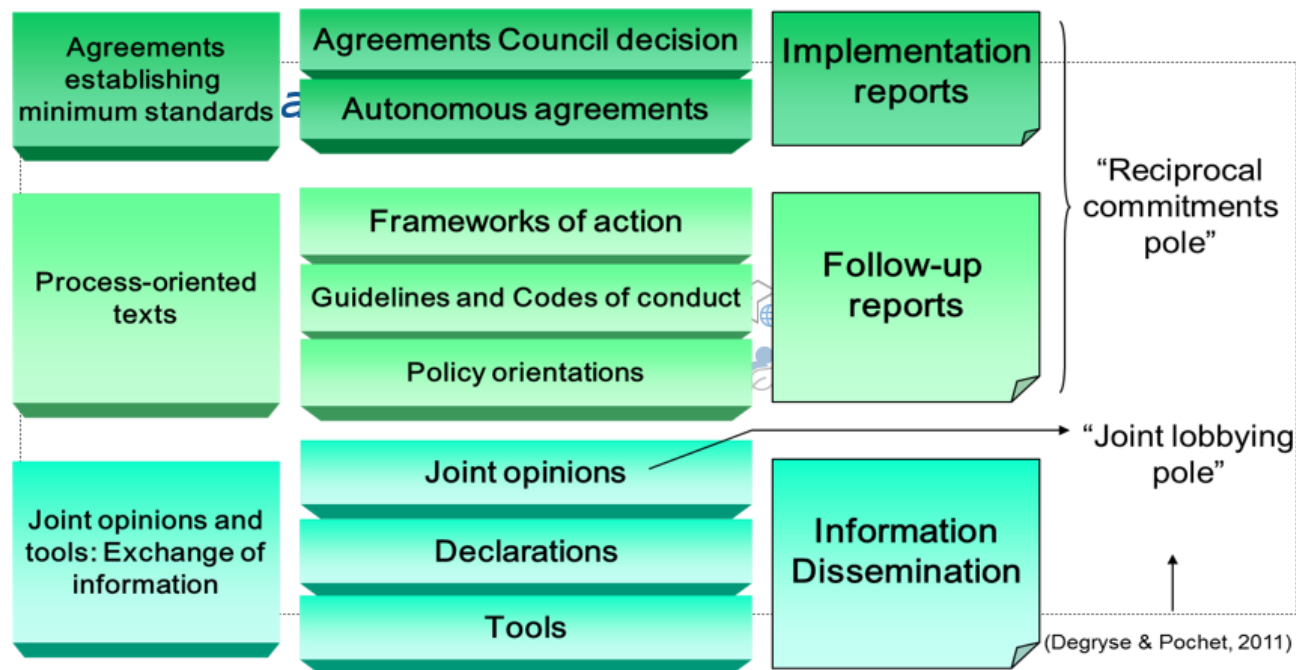 Agreements
establishing
minimum standards
a
Agreements Council decision
Autonomous agreements
Implementation
reports
Process-oriented
texts
Frameworks of action
Guidelines and Codes of conduct
Policy orientations
Follow-up
reports
“Reciprocal
commitments
pole”
Joint opinions and
tools: Exchange of
information
Joint opinions
Declarations
Tools
Information
Dissemination
“Joint lobbying
pole”
(Degryse & Pochet, 2011)